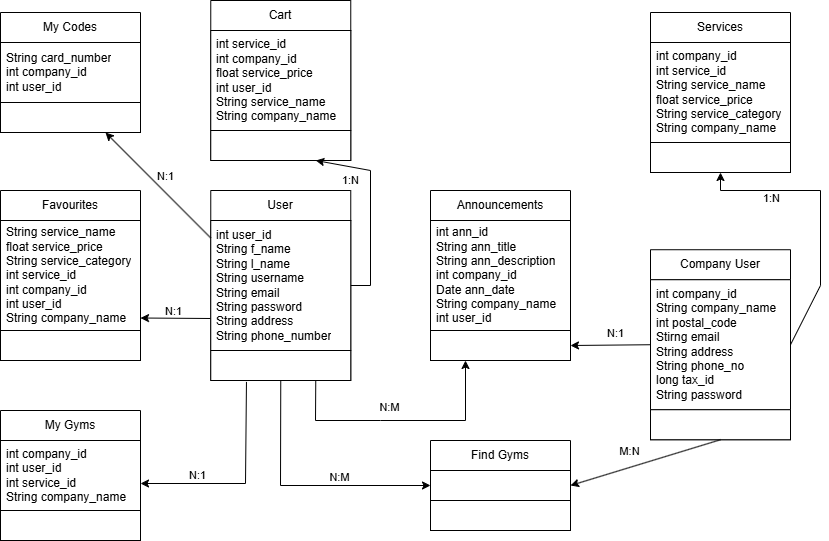 My Codes
String card_number
int company_id
int user_id
Cart
int service_id
int company_id
float service_price
int user_id
String service_name
String company_name
Services
int company_id
int service_id
String service_name
float service_price
String service_category
String company_name
N:1
1:N
1:N
Favourites
String service_name
float service_price
String service_category
int service_id
int company_id
int user_id
String company_name
N:1
User
int user_id
String f_name
String l_name
String username
String email
String password
String address
String phone_number
Announcements
int ann_id
String ann_title
String ann_description
int company_id
Date ann_date
String company_name
int user_id
N:1
Company User
int company_id
String company_name
int postal_code
Stirng email
String address
String phone_no
long tax_id
String password
N:M
My Gyms
int company_id
int user_id
int service_id
String company_name
N:1
N:M
Find Gyms
M:N